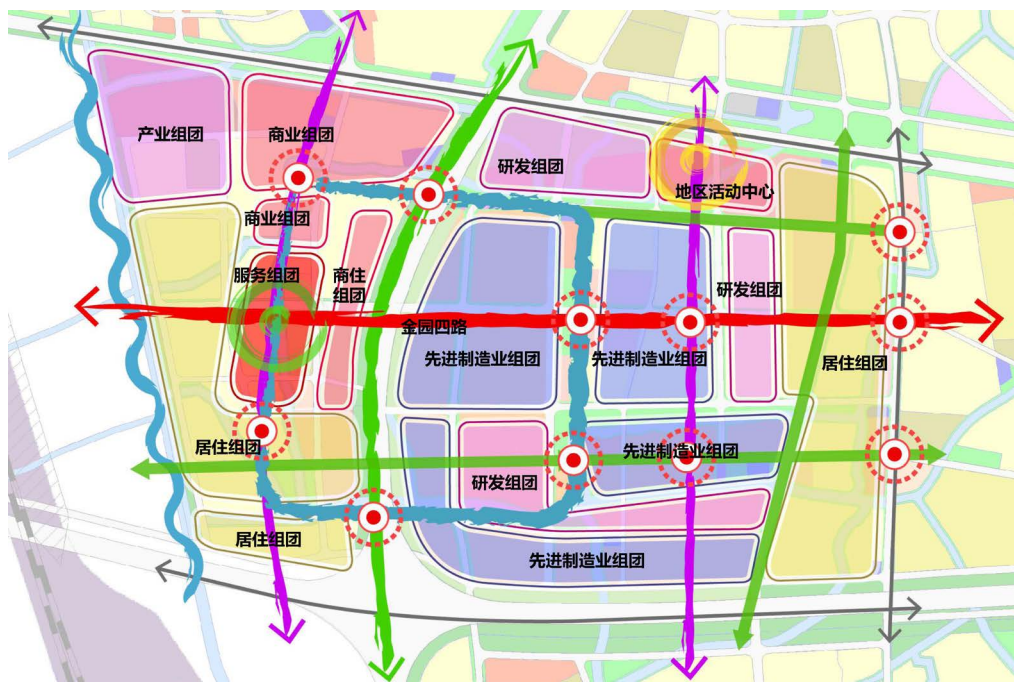 产业组团
商业组团
研发组团
地区活动中心
商业组团
服务组团
商住
组团
研发组团
金园四路
先进制造业组团
先进制造业组团
居住组团
居住组团
先进制造业组团
研发组团
居住组团
先进制造业组团